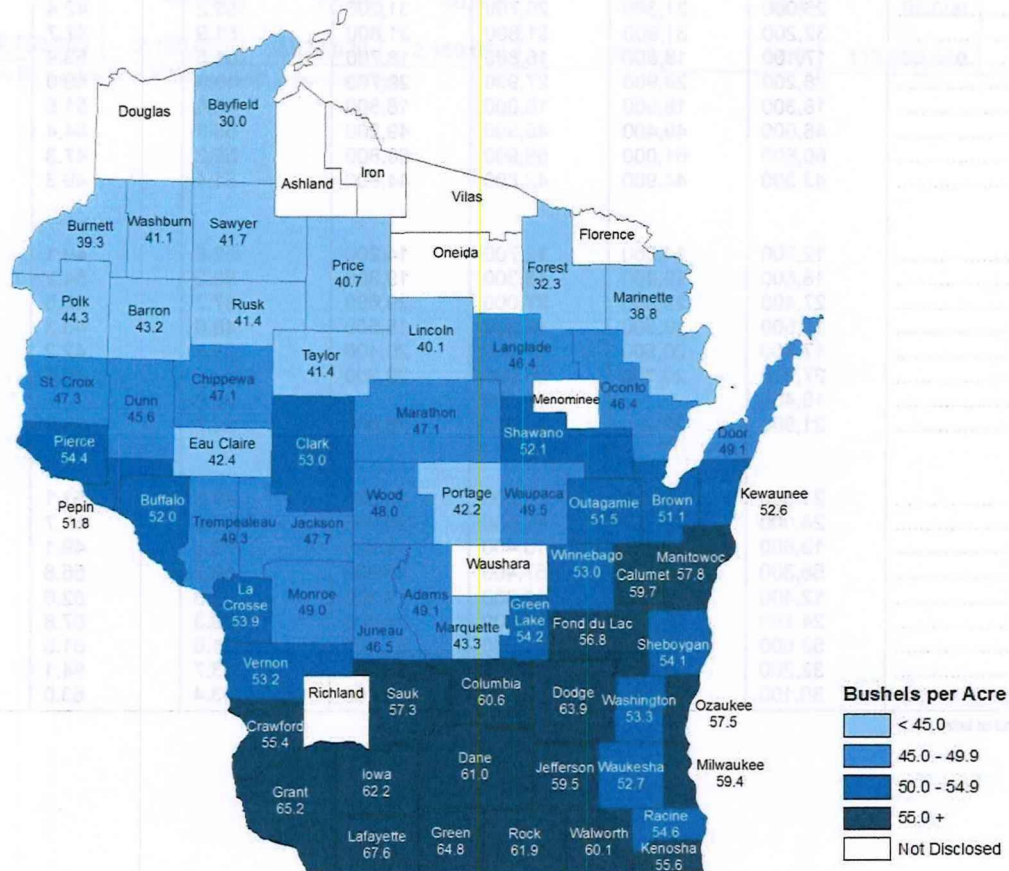 Douglas
Bayfield
30.0
Ashland
Iron
Vilas
Florence
Burnett
39.3
Washburn
41.1
Sawyer
41.7
Price
40.7
Oneida
Forest
32.3
Marinette
38.8
Polk
44.3
Barron
43.2
Rusk
41.4
Taylor
41.4
Lincoln
40.1
Langlade
46.4
St. Croix
47.3
Dunn
45.6
Chippewa
47.1
Marathon
47.1
Menominee
Oconto
46.4
Pierce
54.4
Eau Claire
42.4
Clark
53.0
Shawano
52.1
Door
49.1
Pepin
51.8
Buffalo
52.0
Trempealeau
49.3
Jackson
47.7
Wood
48.0
Portage
42.2
Waupaca
49.5
Outagamie
51.5
Brown
51.1
Kewaunee
52.6
La
Crosse
53.9
Monroe
49.0
Juneau
46.5
Adams
49.1
Waushara
Marquette
43.3
Green
Lake
54.2
Winnebago
53.0
Calumet
59.7
Manitowoc
57.8
Fond du Lac
56.8
Sheboygan
54.1
Vernon
53.2
Richland
Sauk
57.3
Columbia
60.6
Dodge
63.9
Washington
53.3
Ozaukee
57.5
Crawford
55.4
Grant
65.2
Iowa
62.2
Dane
61.0
Jefferson
59.5
Waukesha
52.7
Milwaukee
59.4
Lafayette
67.6
Green
64.8
Rock
61.9
Walworth
60.1
Racine
54.6
Kenosha
55.6
Bushels per Acre
< 45.0
45.0 - 49.9
50.0 - 54.9
55.0 +
Not Disclosed